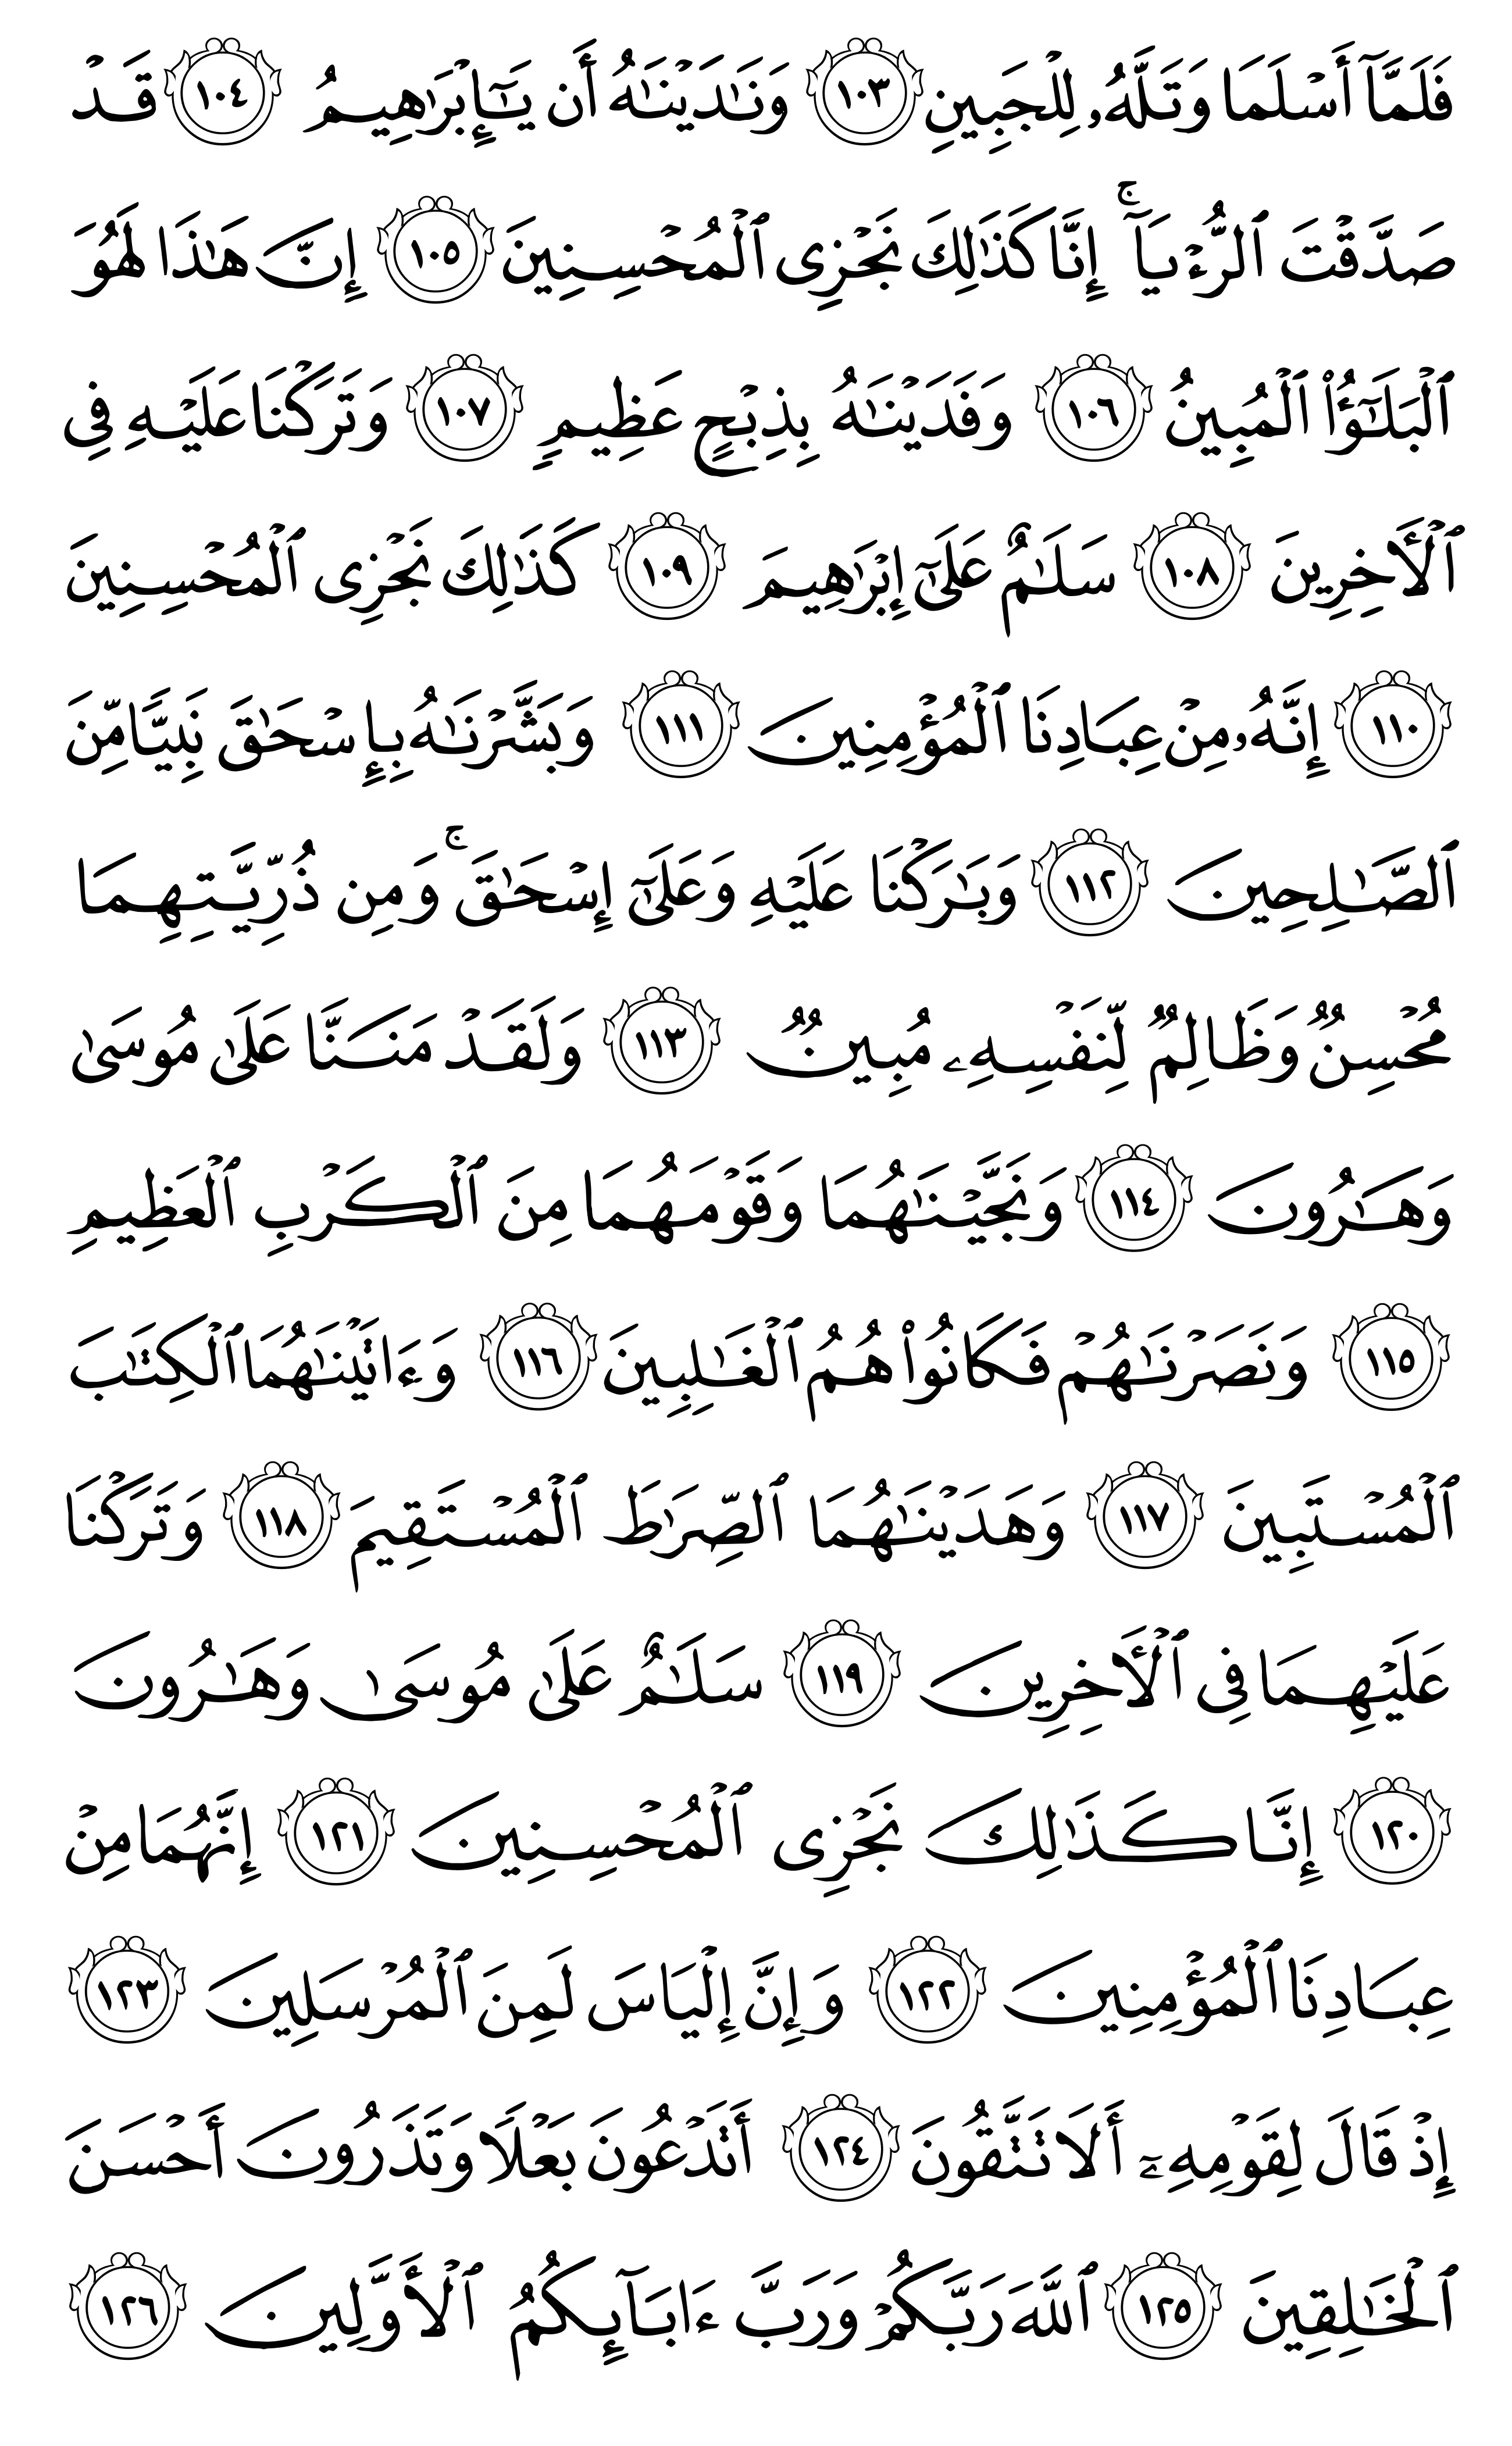 فَلَمَّآ أَسْلَمَا وَتَلَّهُۥ لِلْجَبِينِ ١٠٣ وَنَٰدَيْنَٰهُ أَن يَٰٓإِبْرَٰهِيمُ ١٠٤ قَدْ
صَدَّقْتَ ٱلرُّءْيَآ ۚ إِنَّا كَذَٰلِكَ نَجْزِى ٱلْمُحْسِنِينَ ١٠٥ إِنَّ هَٰذَا لَهُوَ
ٱلْبَلَٰٓؤُا۟ ٱلْمُبِينُ ١٠٦ وَفَدَيْنَٰهُ بِذِبْحٍ عَظِيمٍ ١٠٧ وَتَرَكْنَا عَلَيْهِ فِى
ٱلْأَخِرِينَ ١٠٨ سَلَٰمٌ عَلَىٰٓ إِبْرَٰهِيمَ ١٠٩ كَذَٰلِكَ نَجْزِى ٱلْمُحْسِنِينَ
١١٠ إِنَّهُۥ مِنْ عِبَادِنَا ٱلْمُؤْمِنِينَ ١١١ وَبَشَّرْنَٰهُ بِإِسْحَٰقَ نَبِيًّا مِّنَ
ٱلصَّٰلِحِينَ ١١٢ وَبَٰرَكْنَا عَلَيْهِ وَعَلَىٰٓ إِسْحَٰقَ ۚ وَمِن ذُرِّيَّتِهِمَا
مُحْسِنٌ وَظَالِمٌ لِّنَفْسِهِۦ مُبِينٌ ١١٣ وَلَقَدْ مَنَنَّا عَلَىٰ مُوسَىٰ
وَهَٰرُونَ ١١٤ وَنَجَّيْنَٰهُمَا وَقَوْمَهُمَا مِنَ ٱلْكَرْبِ ٱلْعَظِيمِ
١١٥ وَنَصَرْنَٰهُمْ فَكَانُوا۟ هُمُ ٱلْغَٰلِبِينَ ١١٦ وَءَاتَيْنَٰهُمَا ٱلْكِتَٰبَ
ٱلْمُسْتَبِينَ ١١٧ وَهَدَيْنَٰهُمَا ٱلصِّرَٰطَ ٱلْمُسْتَقِيمَ ١١٨ وَتَرَكْنَا
عَلَيْهِمَا فِى ٱلْأَخِرِينَ ١١٩ سَلَٰمٌ عَلَىٰ مُوسَىٰ وَهَٰرُونَ
١٢٠ إِنَّا كَذَٰلِكَ نَجْزِى ٱلْمُحْسِنِينَ ١٢١ إِنَّهُمَا مِنْ
عِبَادِنَا ٱلْمُؤْمِنِينَ ١٢٢ وَإِنَّ إِلْيَاسَ لَمِنَ ٱلْمُرْسَلِينَ ١٢٣
إِذْ قَالَ لِقَوْمِهِۦٓ أَلَا تَتَّقُونَ ١٢٤ أَتَدْعُونَ بَعْلًا وَتَذَرُونَ أَحْسَنَ
ٱلْخَٰلِقِينَ ١٢٥ ٱللَّهَ رَبَّكُمْ وَرَبَّ ءَابَآئِكُمُ ٱلْأَوَّلِينَ ١٢٦